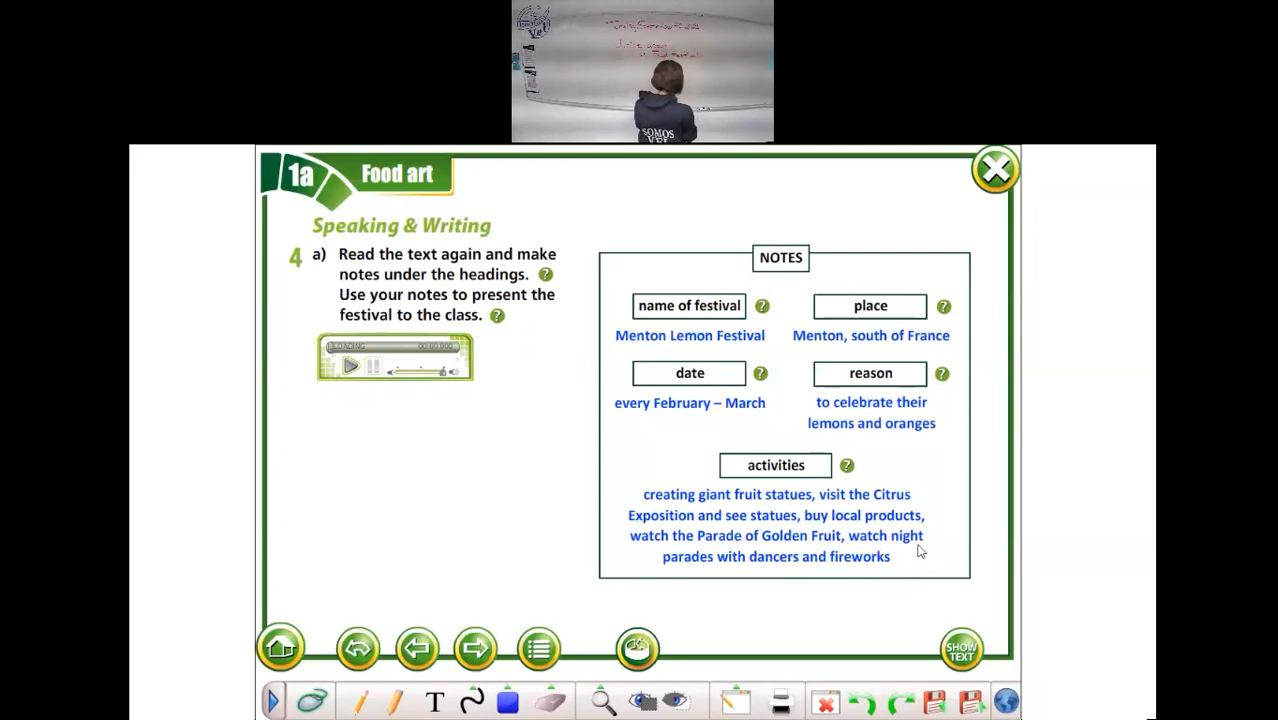 SOMOS
VEI
1a
Food art
Speaking & Writing
4 a) Read the text again and make
notes under the headings. ?
Use your notes to present the
festival to the class. ?
NOTES
name of festival ?
Menton Lemon Festival
place ?
Menton, south of France
date ?
every February – March
reason ?
to celebrate their
lemons and oranges
activities ?
creating giant fruit statues, visit the Citrus
Exposition and see statues, buy local products,
watch the Parade of Golden Fruit, watch night
parades with dancers and fireworks
SHOW
TEXT
T